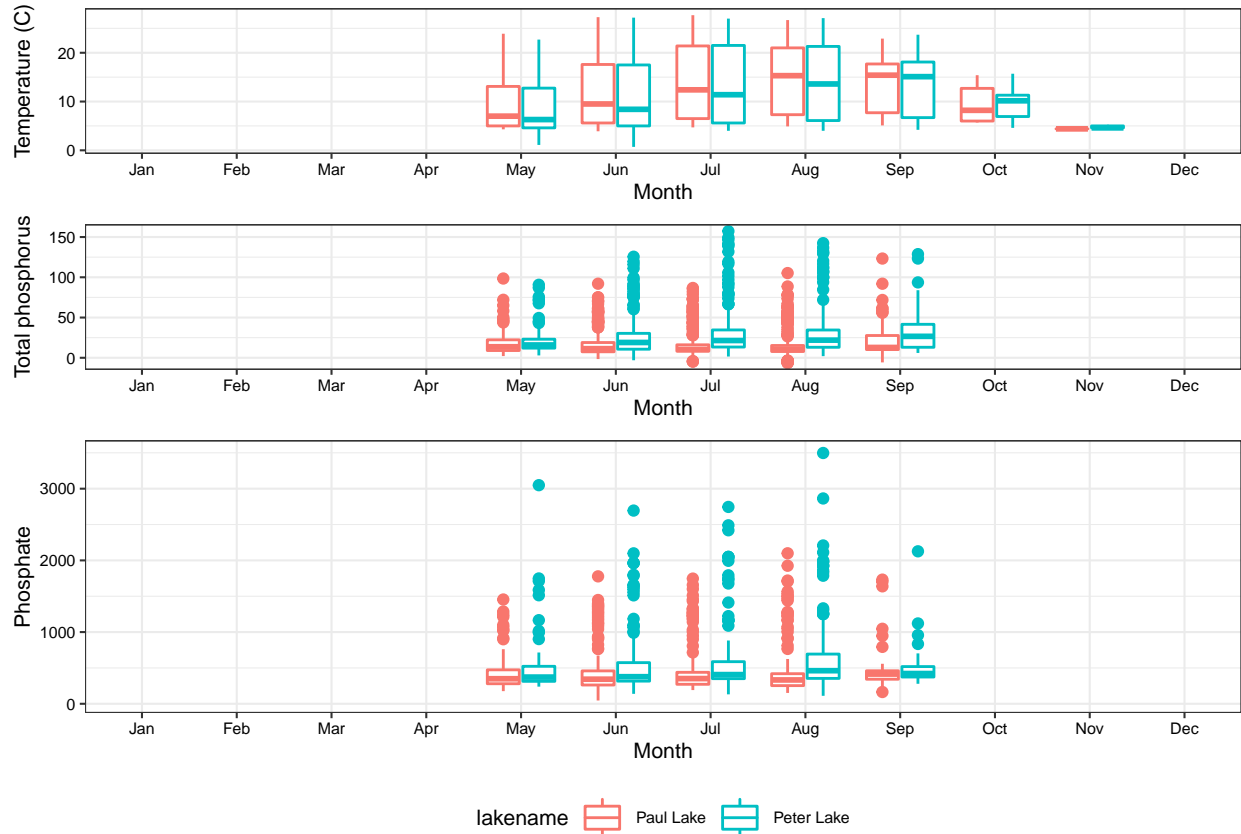 Temperature (C)
20
10
0
Jan Feb Mar Apr May Jun Jul Aug Sep Oct Nov Dec
Month
Total phosphorus
150
100
50
0
Jan Feb Mar Apr May Jun Jul Aug Sep Oct Nov Dec
Month
Phosphate
3000
2000
1000
0
Jan Feb Mar Apr May Jun Jul Aug Sep Oct Nov Dec
Month
lakename Paul Lake Peter Lake